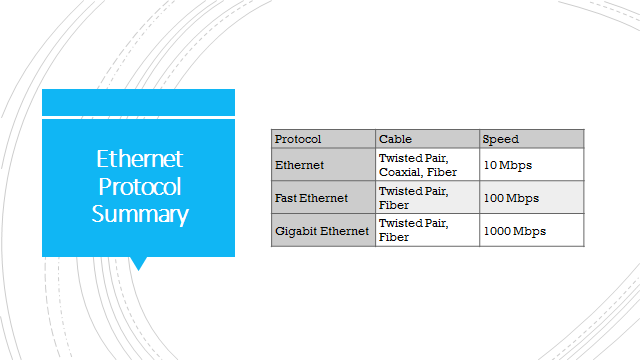 Ethernet
Protocol
Summary
Protocol Cable Speed
Ethernet Twisted Pair, Coaxial, Fiber 10 Mbps
Fast Ethernet Twisted Pair, Fiber 100 Mbps
Gigabit Ethernet Twisted Pair, Fiber 1000 Mbps